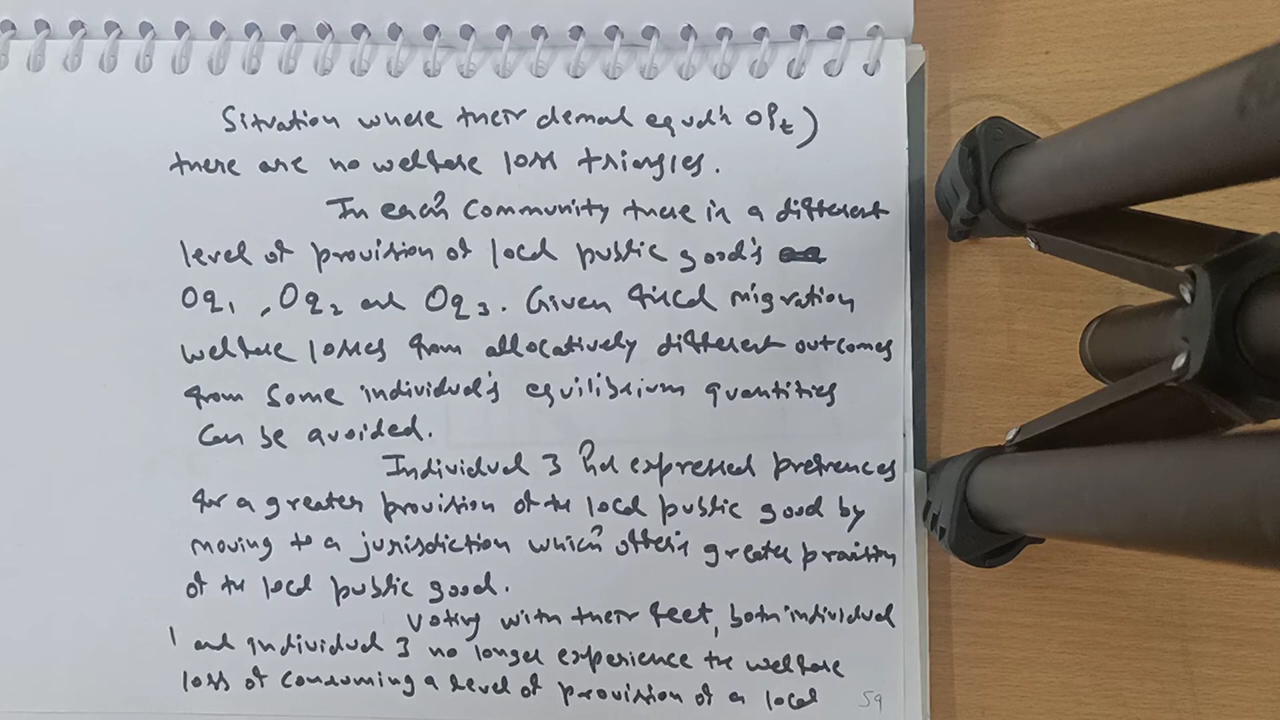 Situation where their demand equals OPt)
there are no welfare loss triangles.
In each community there is a different
level of provision of local public goods
Oq1, Oq2 and Oq3. Given migration
welfare losses from allocatively different outcomes
from some individual's equilibrium quantities
can be avoided.
Individual 3 had expressed prefrences
for a greater provision of the local public good by
moving to a jurisdiction which offers greater provision
of the local public good.
Voting with their feet, both individual
1 and individual 3 no longer experience the welfare
loss of consuming a level of provision of a local
59